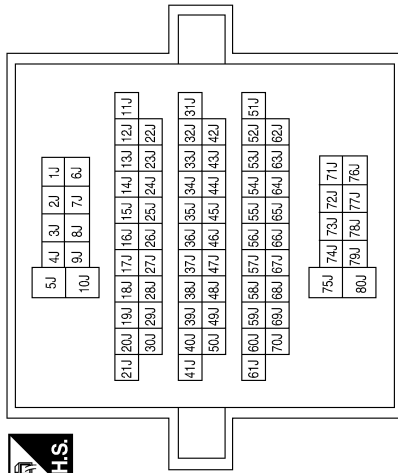 H.S.
5J 4J 3J 2J 1J
10J 9J 8J 7J 6J
21J 20J 19J 18J 17J 16J 15J 14J 13J 12J 11J
30J 29J 28J 27J 26J 25J 24J 23J 22J
41J 40J 39J 38J 37J 36J 35J 34J 33J 32J 31J
50J 49J 48J 47J 46J 45J 44J 43J 42J
61J 60J 59J 58J 57J 56J 55J 54J 53J 52J 51J
70J 69J 68J 67J 66J 65J 64J 63J 62J
75J 74J 73J 72J 71J
80J 79J 78J 77J 76J